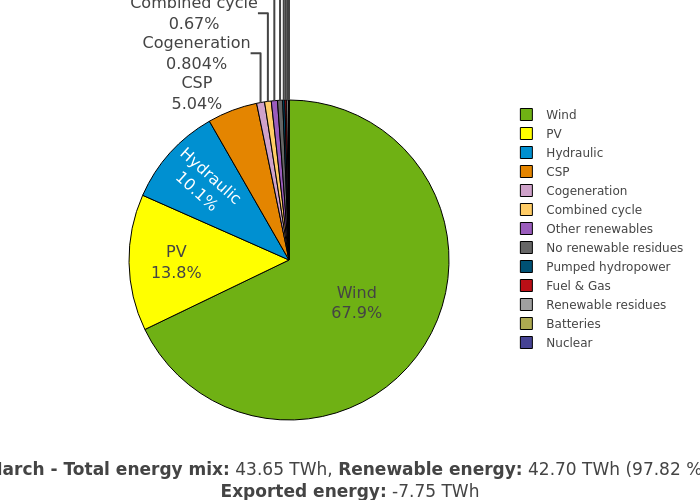 Combined cycle
0.67%
Cogeneration
0.804%
CSP
5.04%
Hydraulic
10.1%
PV
13.8%
Wind
67.9%
Wind
PV
Hydraulic
CSP
Cogeneration
Combined cycle
Other renewables
No renewable residues
Pumped hydropower
Fuel & Gas
Renewable residues
Batteries
Nuclear
March - Total energy mix: 43.65 TWh, Renewable energy: 42.70 TWh (97.82 %
Exported energy: -7.75 TWh